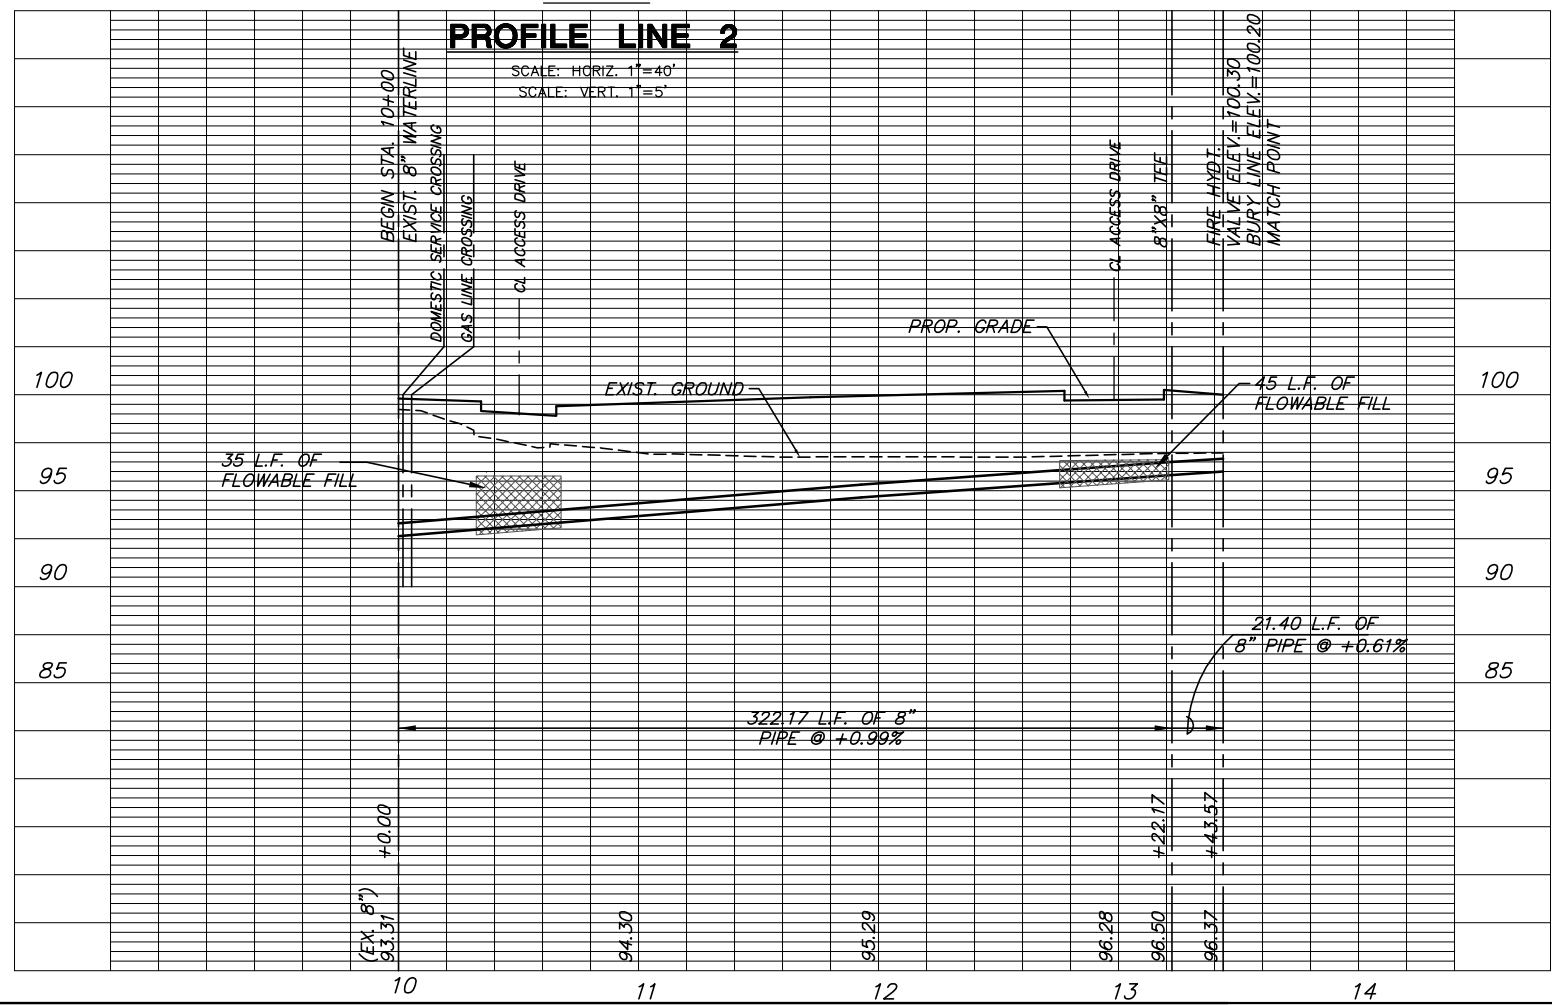 PROFILE LINE 2
SCALE: HORIZ. 1"=40'
SCALE: VERT. 1"=5'
BEGIN STA. 10+00
EXIST. 8" WATERLINE
DOMESTIC SERVICE CROSSING
GAS LINE CROSSING
CL ACCESS DRIVE
CL ACCESS DRIVE
8"X8" TEE
FIRE HYDT.
VALVE ELEV.=100.30
BURY LINE ELEV.=100.20
MATCH POINT
PROP. GRADE
EXIST. GROUND
100
100
45 L.F. OF
FLOWABLE FILL
35 L.F. OF
FLOWABLE FILL
95
95
90
90
21.40 L.F. OF
8" PIPE @ +0.61%
85
85
322.17 L.F. OF 8"
PIPE @ +0.99%
+0.00
+22.17
+43.57
(EX. 8")
93.31
94.30
95.29
96.28
96.50
96.37
10
11
12
13
14